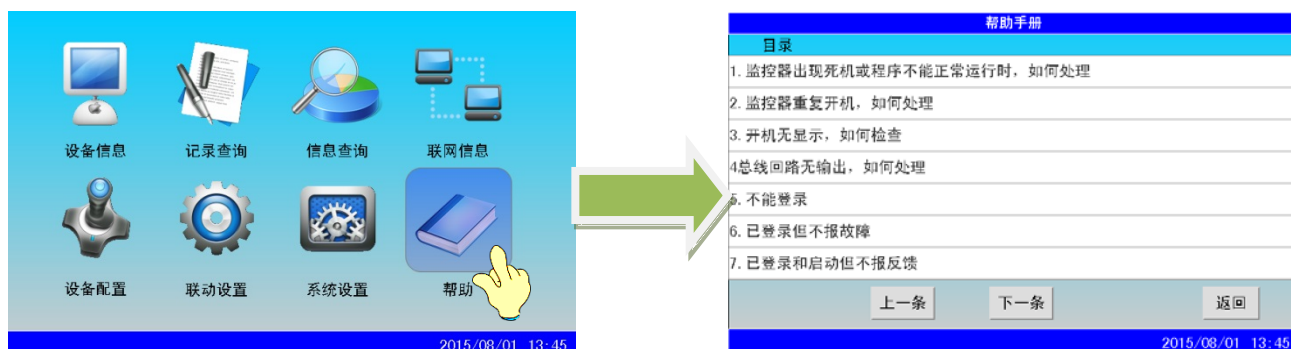 设备信息 记录查询 信息查询 联网信息
设备配置 联动设置 系统设置 帮助
2015/08/01 13:45
帮助手册
目录
1. 监控器出现死机或程序不能正常运行时，如何处理
2. 监控器重复开机，如何处理
3. 开机无显示，如何检查
4总线回路无输出，如何处理
5. 不能登录
6. 已登录但不报故障
7. 已登录和启动但不报反馈
上一条 下一条 返回
2015/08/01 13:45